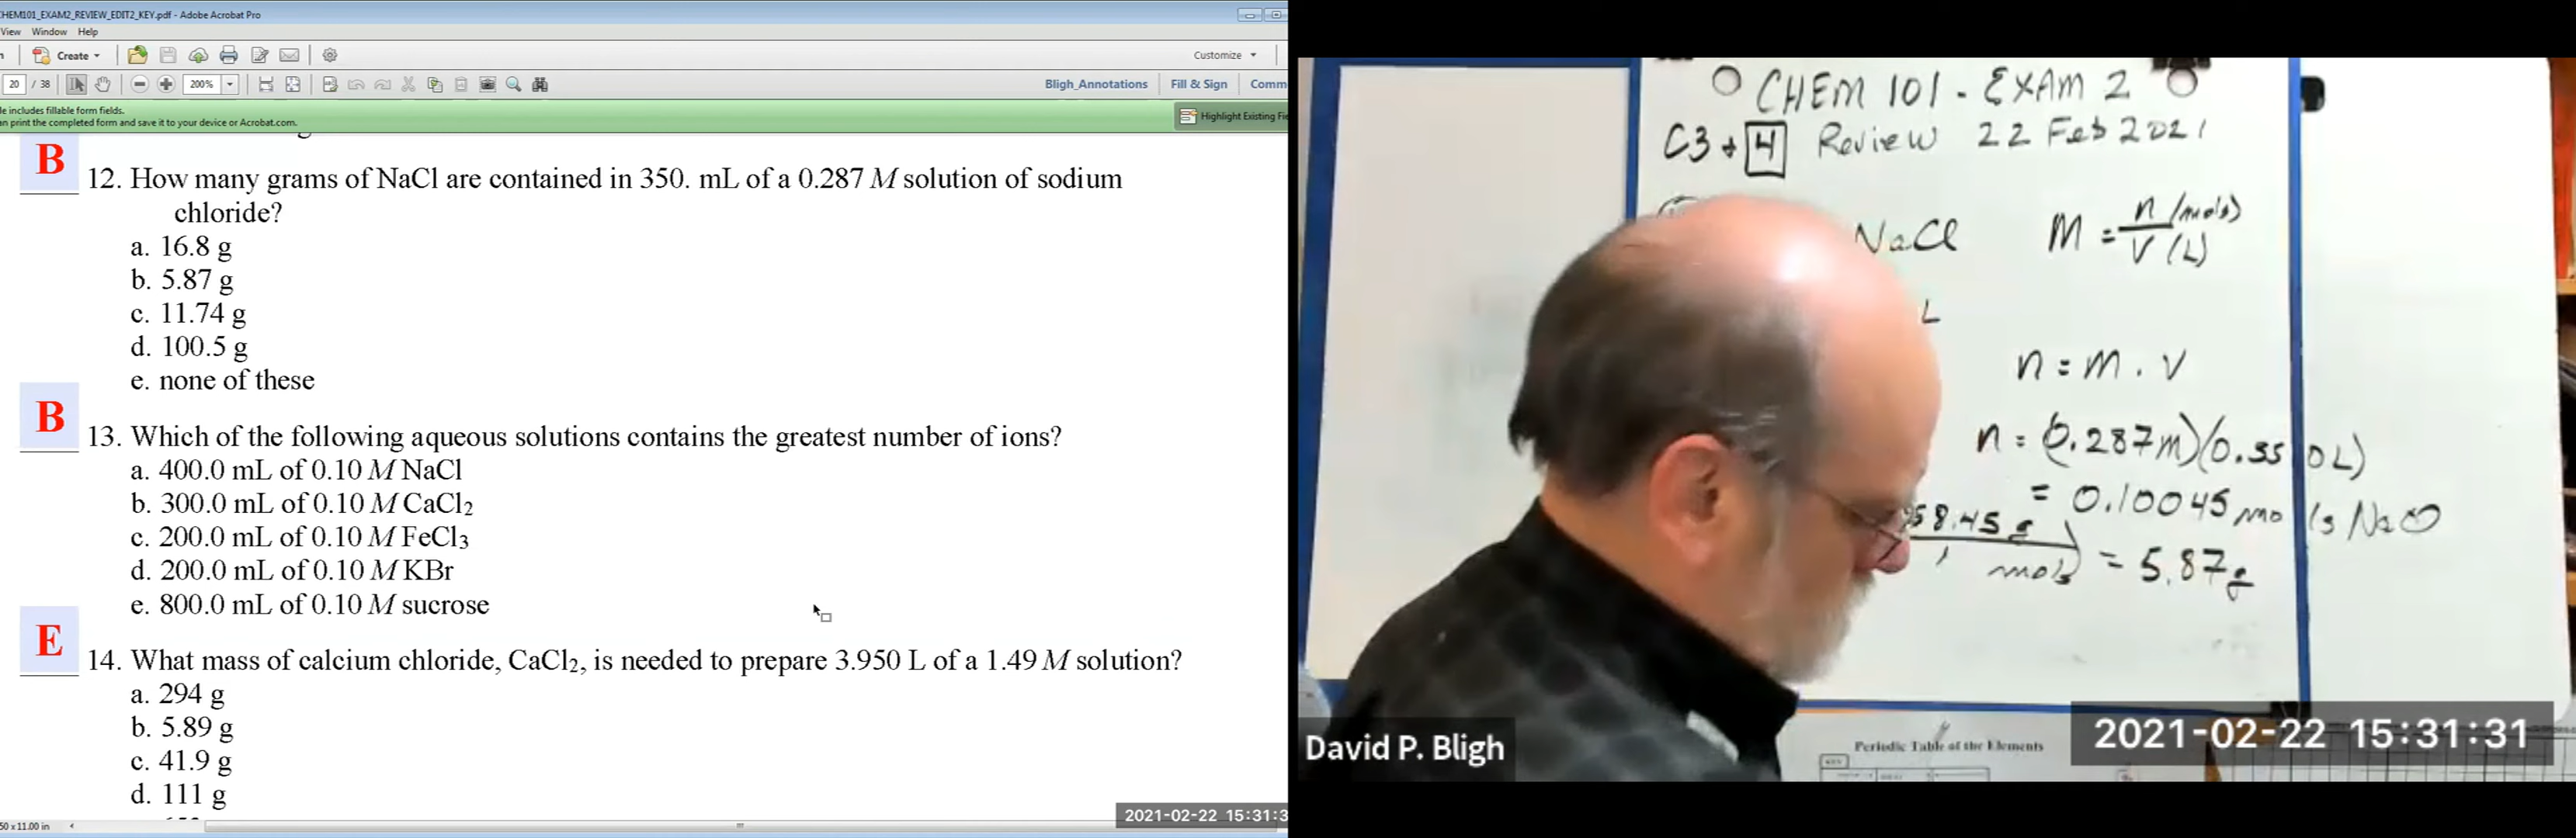 CHEM101_EXAM2_REVIEW_EDIT2_KEY.pdf - Adobe Acrobat Pro
View Window Help
Create Customize
20 / 38 200% Bligh_Annotations Fill & Sign
includes fillable form fields.
print the completed form and save it to your device or Acrobat.com. Highlight Existing
B
12. How many grams of NaCl are contained in 350. mL of a 0.287 M solution of sodium
chloride?
a. 16.8 g
b. 5.87 g
c. 11.74 g
d. 100.5 g
e. none of these
B
13. Which of the following aqueous solutions contains the greatest number of ions?
a. 400.0 mL of 0.10 M NaCl
b. 300.0 mL of 0.10 M CaCl₂
c. 200.0 mL of 0.10 M FeCl₃
d. 200.0 mL of 0.10 M KBr
e. 800.0 mL of 0.10 M sucrose
E
14. What mass of calcium chloride, CaCl₂, is needed to prepare 3.950 L of a 1.49 M solution?
a. 294 g
b. 5.89 g
c. 41.9 g
d. 111 g
50 x 11.00 in
2021-02-22 15:31:3
CHEM 101 - EXAM 2
C3 + 4 Review 22 Feb 2021
NaCl M = n (mols)
V (L)
L
n = M . V
n = (0.287M)(0.350L)
= 0.10045 mols NaCl
58.45 g
1 mols = 5.87g
David P. Bligh
Periodic Table of the Elements
2021-02-22 15:31:31